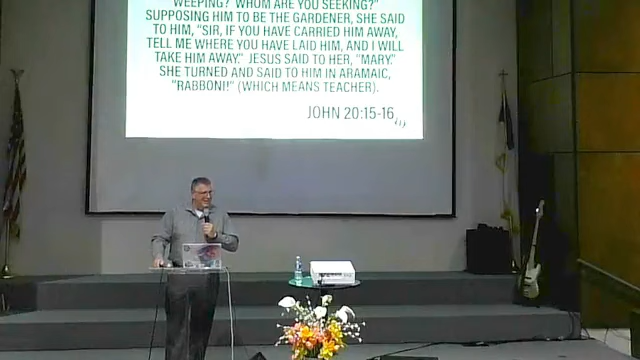 WEEPING? WHOM ARE YOU SEEKING?"
SUPPOSING HIM TO BE THE GARDENER, SHE SAID
TO HIM, "SIR, IF YOU HAVE CARRIED HIM AWAY,
TELL ME WHERE YOU HAVE LAID HIM, AND I WILL
TAKE HIM AWAY." JESUS SAID TO HER, "MARY."
SHE TURNED AND SAID TO HIM IN ARAMAIC,
"RABBONI!" (WHICH MEANS TEACHER).
JOHN 20:15-16